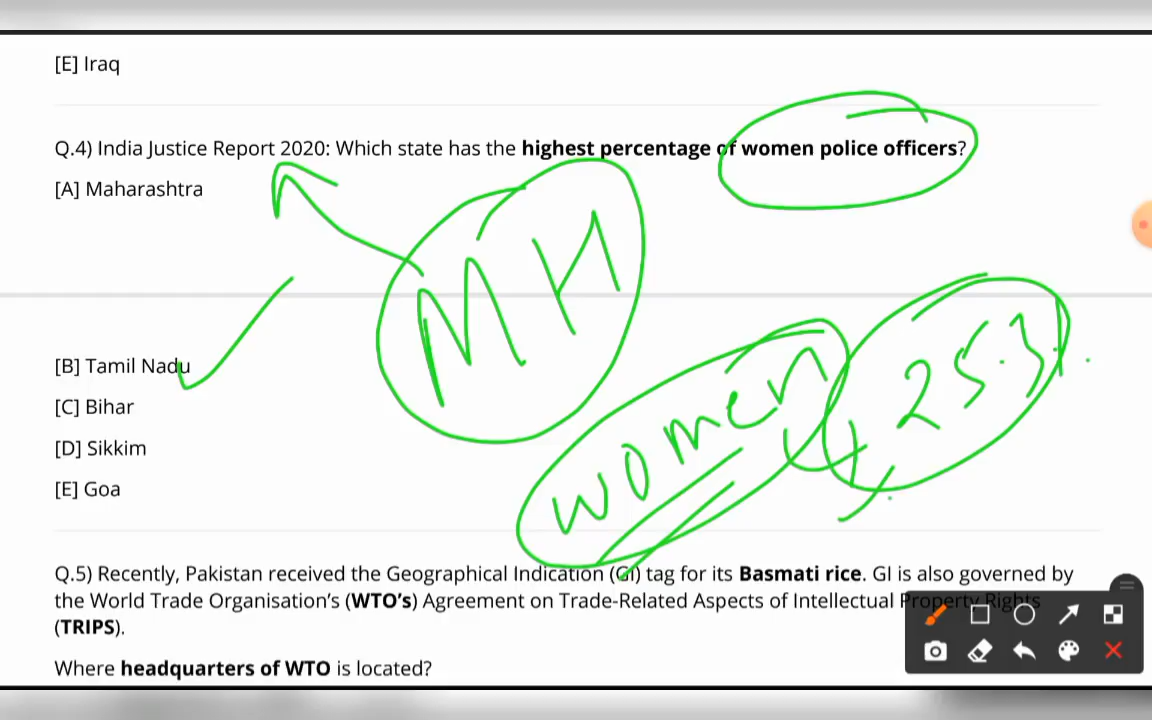 [E] Iraq
Q.4) India Justice Report 2020: Which state has the highest percentage of women police officers?
[A] Maharashtra
MH
[B] Tamil Nadu
women 25.3%
[C] Bihar
[D] Sikkim
[E] Goa
Q.5) Recently, Pakistan received the Geographical Indication (GI) tag for its Basmati rice. GI is also governed by
the World Trade Organisation’s (WTO’s) Agreement on Trade-Related Aspects of Intellectual Property Rights
(TRIPS).
Where headquarters of WTO is located?